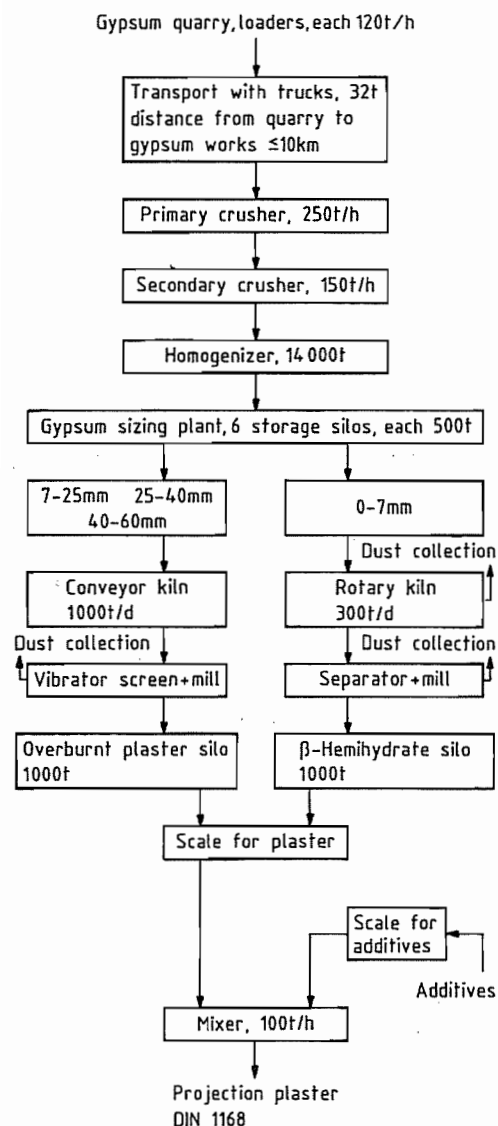 Gypsum quarry, loaders, each 120t/h
Transport with trucks, 32t
distance from quarry to
gypsum works ≤10km
Primary crusher, 250t/h
Secondary crusher, 150t/h
Homogenizer, 14 000t
Gypsum sizing plant, 6 storage silos, each 500t
7-25mm 25-40mm
40-60mm
0-7mm
Dust collection
Conveyor kiln
1000t/d
Rotary kiln
300t/d
Dust collection
Dust collection
Vibrator screen+mill
Separator+mill
Overburnt plaster silo
1000t
β-Hemihydrate silo
1000t
Scale for plaster
Scale for
additives
Additives
Mixer, 100t/h
Projection plaster
DIN 1168